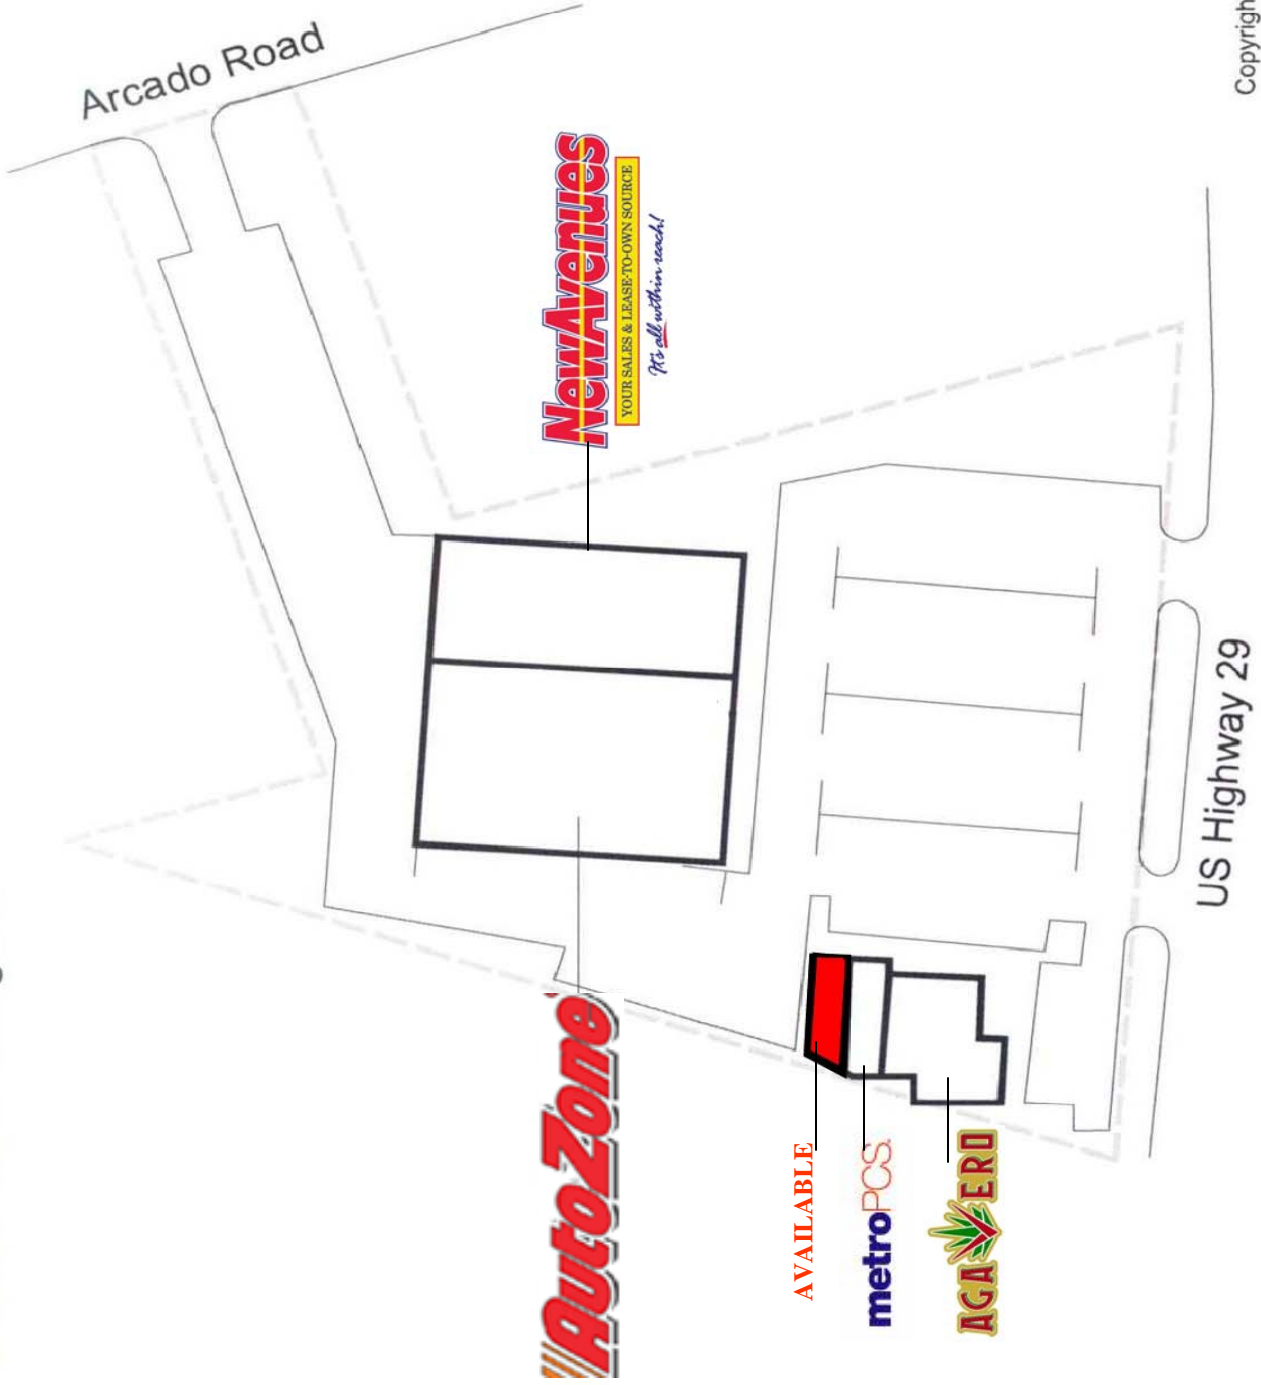 Arcado Road
NewAvenues
YOUR SALES & LEASE-TO-OWN SOURCE
It's all within reach!
AutoZone
AVAILABLE
metroPCS.
AGAVERO
US Highway 29